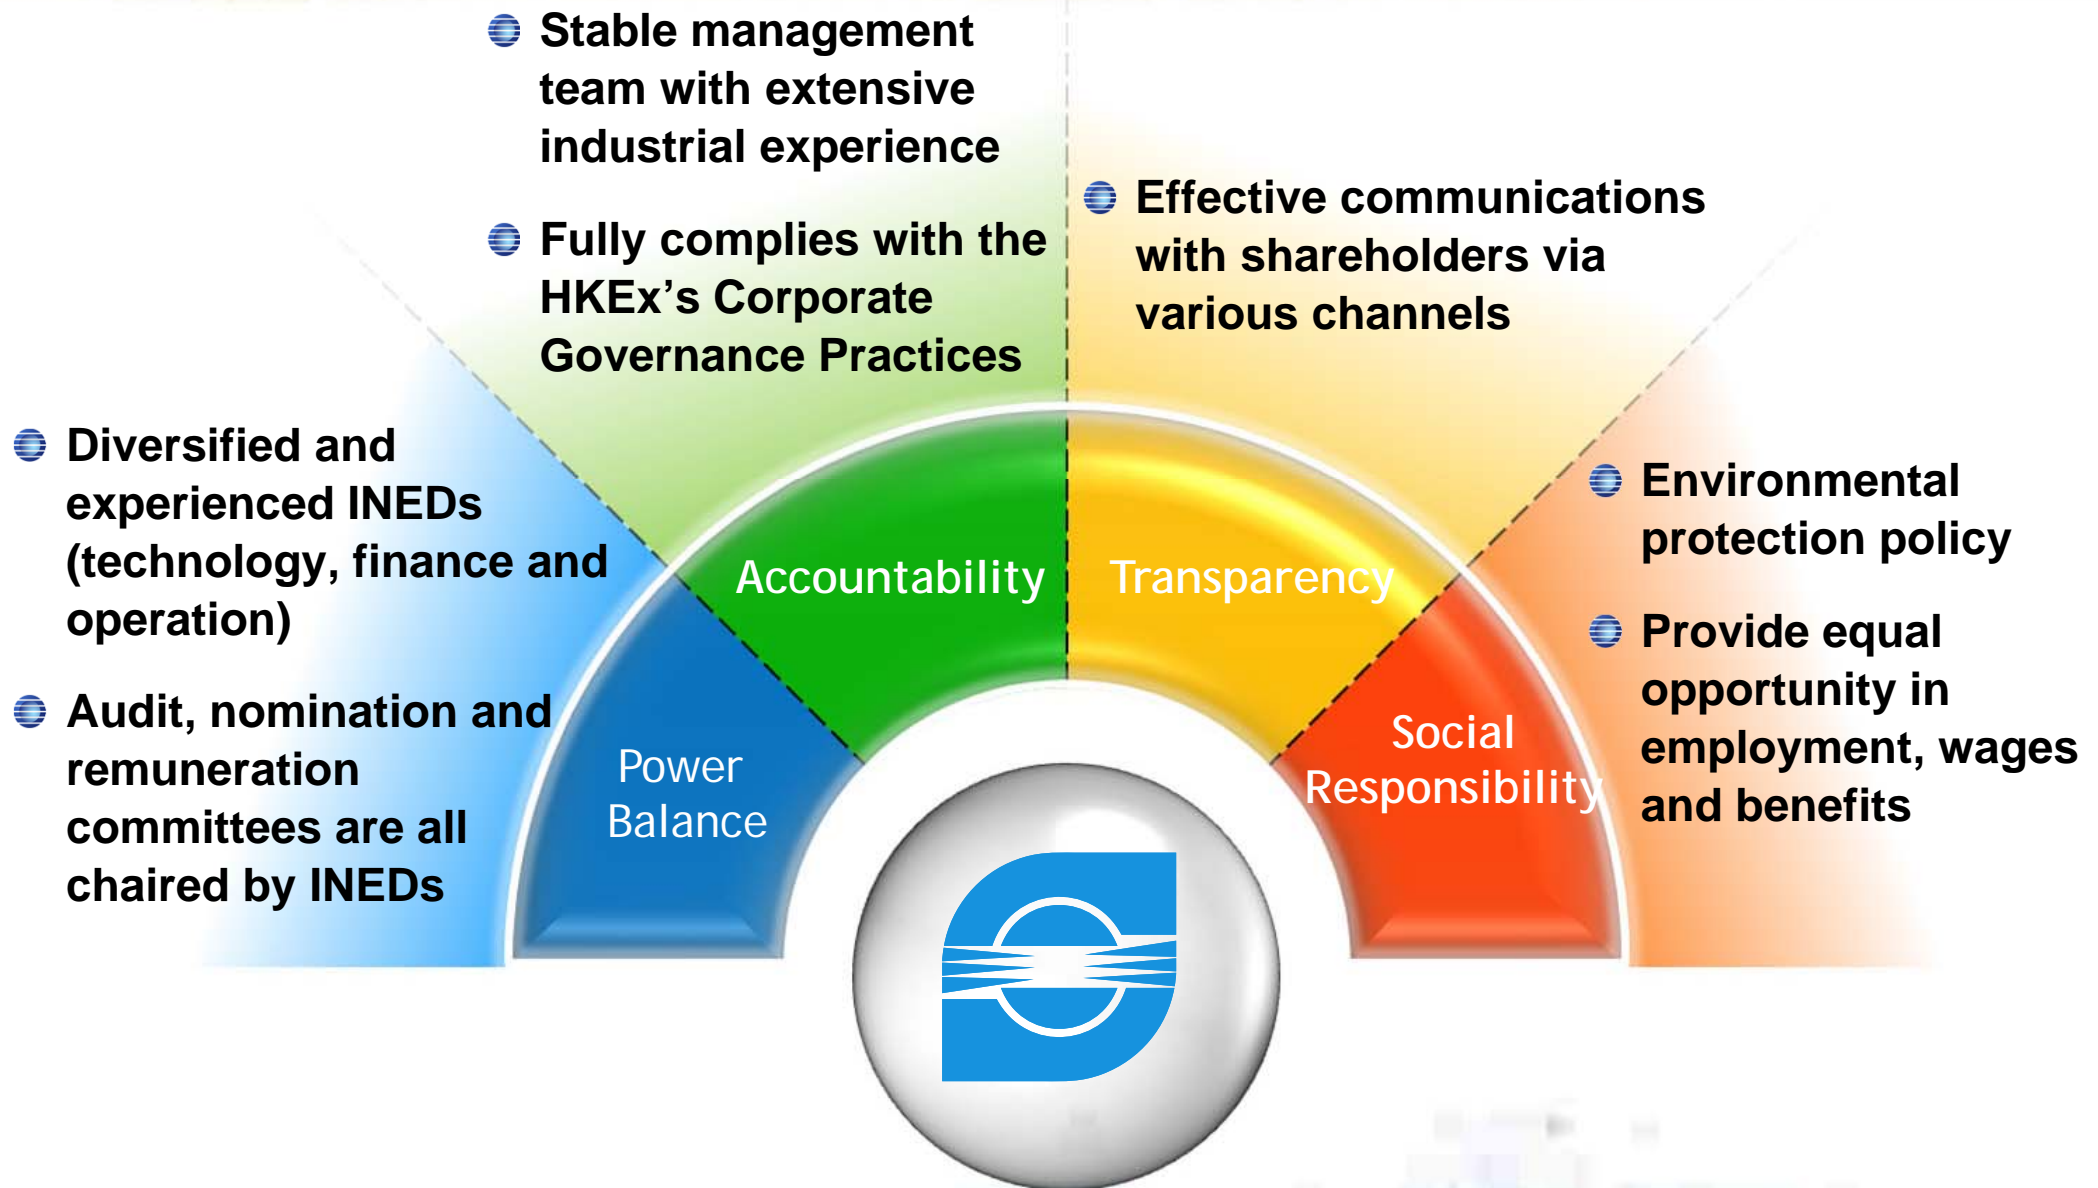 Stable management
team with extensive
industrial experience
Fully complies with the
HKEx’s Corporate
Governance Practices
Effective communications
with shareholders via
various channels
Diversified and
experienced INEDs
(technology, finance and
operation)
Audit, nomination and
remuneration
committees are all
chaired by INEDs
Environmental
protection policy
Provide equal
opportunity in
employment, wages
and benefits
Accountability
Transparency
Power
Balance
Social
Responsibility